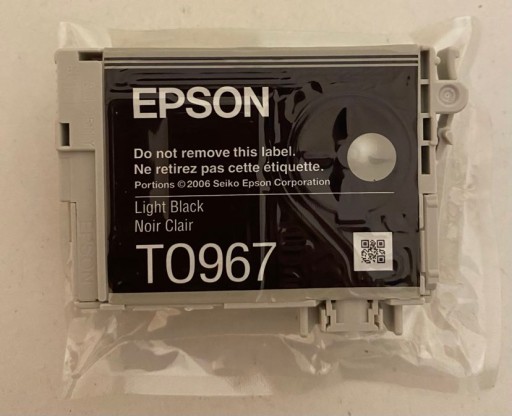 EPSON
Do not remove this label.
Ne retirez pas cette étiquette.
Portions ©2006 Seiko Epson Corporation
Light Black
Noir Clair
T0967